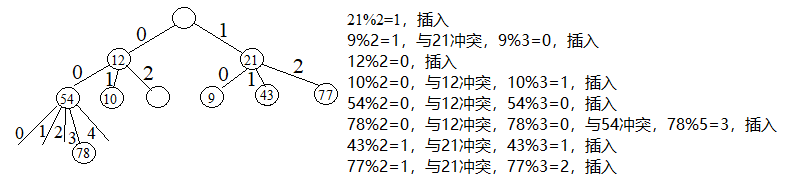 0
1
12
21
0
1
2
0
1
2
54
10
9
43
77
0
1
2
3
4
78
21%2=1，插入
9%2=1，与21冲突，9%3=0，插入
12%2=0，插入
10%2=0，与12冲突，10%3=1，插入
54%2=0，与12冲突，54%3=0，插入
78%2=0，与12冲突，78%3=0，与54冲突，78%5=3，插入
43%2=1，与21冲突，43%3=1，插入
77%2=1，与21冲突，77%3=2，插入